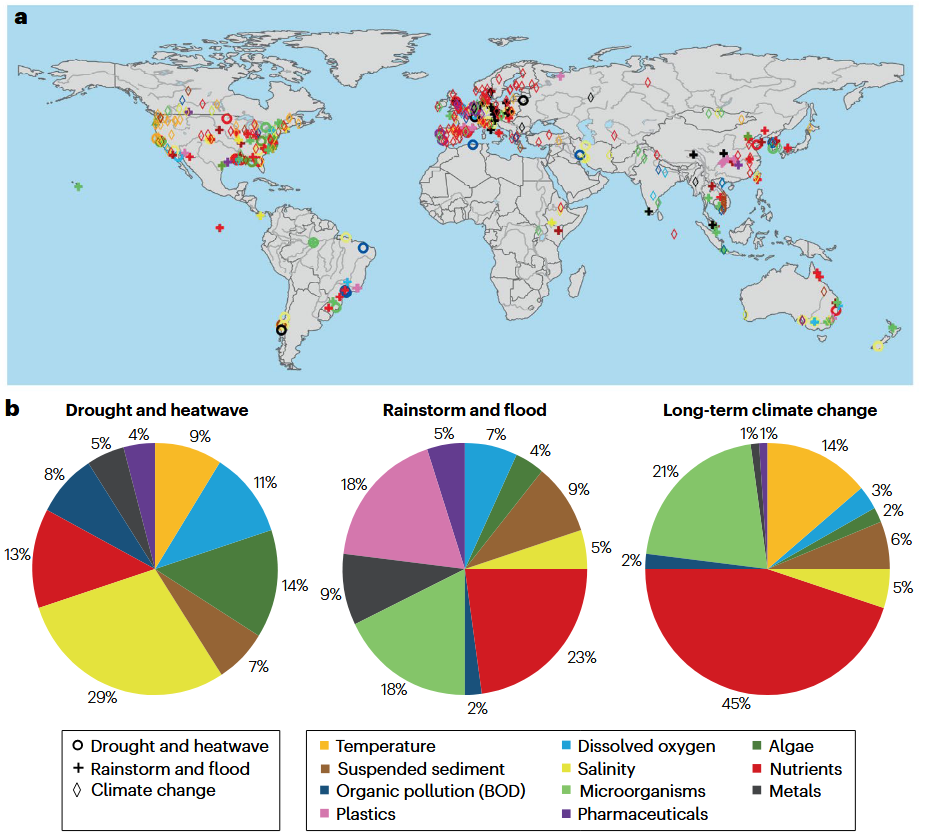 a
b
Drought and heatwave
Rainstorm and flood
Long-term climate change
4%
9%
5%
11%
8%
13%
14%
7%
29%
5%
7%
4%
18%
9%
5%
9%
23%
18%
2%
1%
1%
14%
21%
3%
2%
6%
2%
5%
45%
Drought and heatwave
Rainstorm and flood
Climate change
Temperature
Dissolved oxygen
Algae
Suspended sediment
Salinity
Nutrients
Organic pollution (BOD)
Microorganisms
Metals
Plastics
Pharmaceuticals